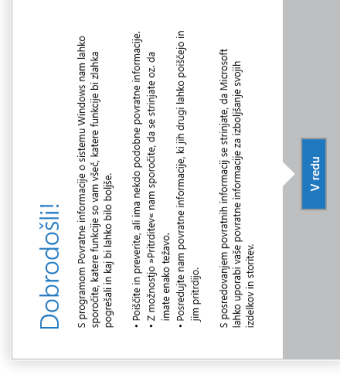 Dobrodošli!
S programom Povratne informacije o sistemu Windows nam lahko
sporočite, katere funkcije so vam všeč, katere funkcije bi zlahka
pogrešali in kaj bi lahko bilo boljše.
• Poiščite in preverite, ali ima nekdo podobne povratne informacije.
• Z možnostjo »Pritrditev« nam sporočite, da se strinjate oz. da
imate enako težavo.
• Posredujte nam povratne informacije, ki jih drugi lahko poiščejo in
jim pritrdijo.
S posredovanjem povratnih informacij se strinjate, da Microsoft
lahko uporabi vaše povratne informacije za izboljšanje svojih
izdelkov in storitev.
V redu